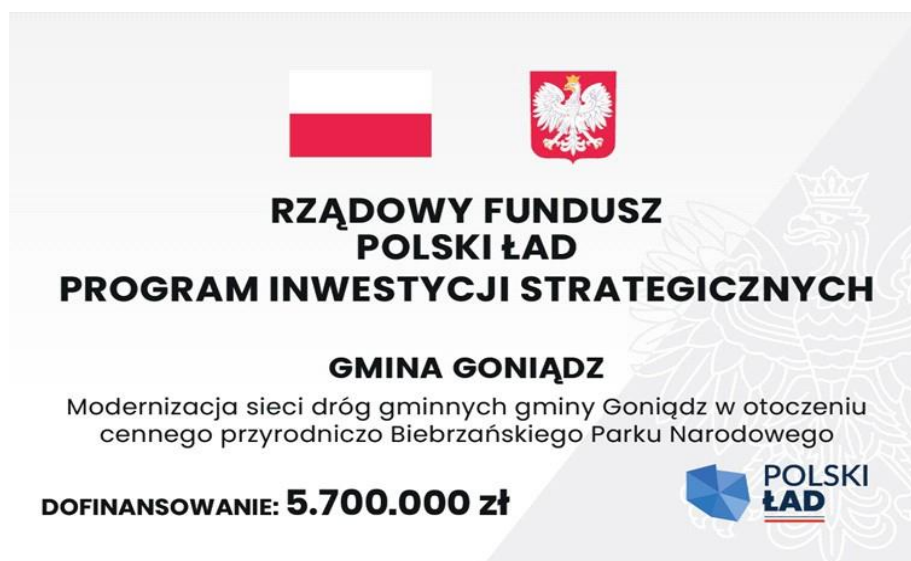 RZĄDOWY FUNDUSZ
POLSKI ŁAD
PROGRAM INWESTYCJI STRATEGICZNYCH
GMINA GONIĄDZ
Modernizacja sieci dróg gminnych gminy Goniądz w otoczeniu
cennego przyrodniczo Biebrzańskiego Parku Narodowego
DOFINANSOWANIE: 5.700.000 zł
POLSKI
ŁAD